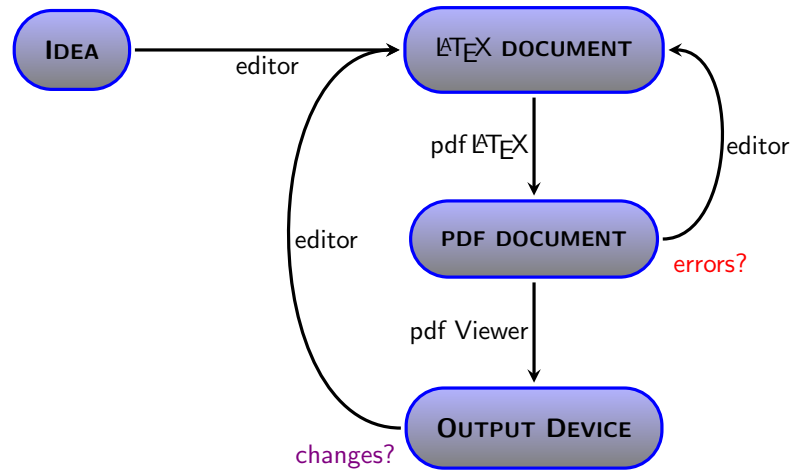 IDEA
editor
LATEX DOCUMENT
pdf LATEX
editor
editor
PDF DOCUMENT
errors?
pdf Viewer
OUTPUT DEVICE
changes?